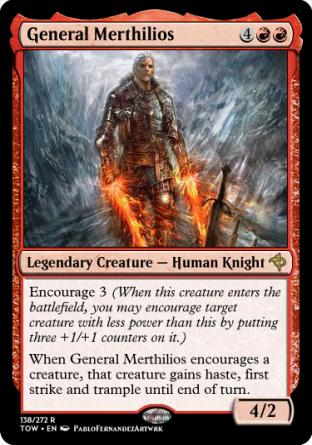 General Merthilios 4
Legendary Creature — Human Knight
Encourage 3 (When this creature enters the
battlefield, you may encourage target
creature with less power than this by putting
three +1/+1 counters on it.)
When General Merthilios encourages a
creature, that creature gains haste, first
strike and trample until end of turn.
4/2
138/272 R
TOW • EN PabloFernandezArtwrk